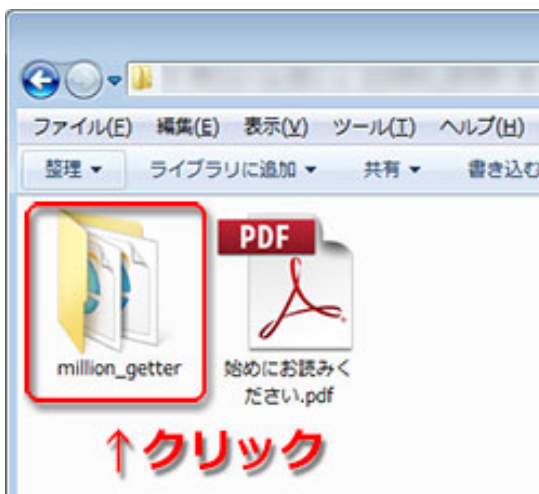 ファイル(F) 編集(E) 表示(V) ツール(T) ヘルプ(H)
整理 ライブラリに追加 共有 書き込む
PDF
million_getter
始めにお読みく
ださい.pdf
↑クリック